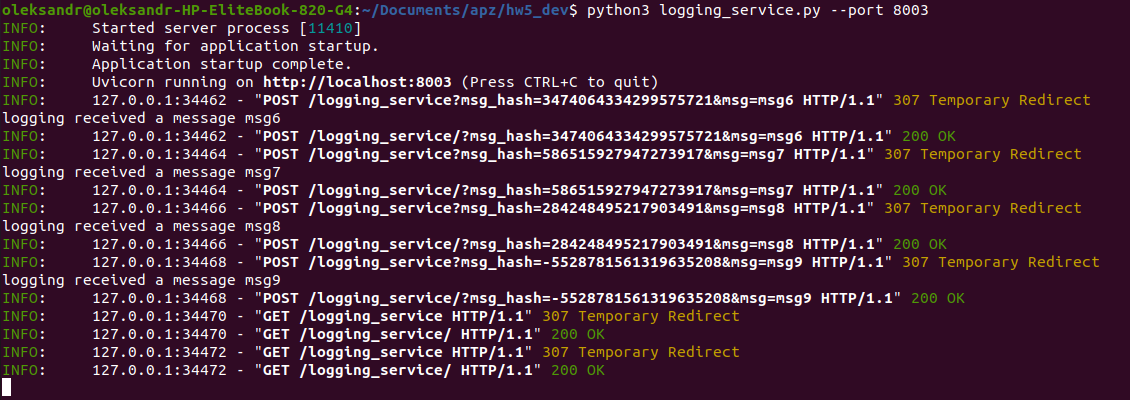 oleksandr@oleksandr-HP-EliteBook-820-G4:~/Documents/apz/hw5_dev$ python3 logging_service.py --port 8003
INFO:     Started server process [11410]
INFO:     Waiting for application startup.
INFO:     Application startup complete.
INFO:     Uvicorn running on http://localhost:8003 (Press CTRL+C to quit)
INFO:     127.0.0.1:34462 - "POST /logging_service?msg_hash=3474064334299575721&msg=msg6 HTTP/1.1" 307 Temporary Redirect
logging received a message msg6
INFO:     127.0.0.1:34462 - "POST /logging_service/?msg_hash=3474064334299575721&msg=msg6 HTTP/1.1" 200 OK
INFO:     127.0.0.1:34464 - "POST /logging_service?msg_hash=586515927947273917&msg=msg7 HTTP/1.1" 307 Temporary Redirect
logging received a message msg7
INFO:     127.0.0.1:34464 - "POST /logging_service/?msg_hash=586515927947273917&msg=msg7 HTTP/1.1" 200 OK
INFO:     127.0.0.1:34466 - "POST /logging_service?msg_hash=284248495217903491&msg=msg8 HTTP/1.1" 307 Temporary Redirect
logging received a message msg8
INFO:     127.0.0.1:34466 - "POST /logging_service/?msg_hash=284248495217903491&msg=msg8 HTTP/1.1" 200 OK
INFO:     127.0.0.1:34468 - "POST /logging_service?msg_hash=-5528781561319635208&msg=msg9 HTTP/1.1" 307 Temporary Redirect
logging received a message msg9
INFO:     127.0.0.1:34468 - "POST /logging_service/?msg_hash=-5528781561319635208&msg=msg9 HTTP/1.1" 200 OK
INFO:     127.0.0.1:34470 - "GET /logging_service HTTP/1.1" 307 Temporary Redirect
INFO:     127.0.0.1:34470 - "GET /logging_service/ HTTP/1.1" 200 OK
INFO:     127.0.0.1:34472 - "GET /logging_service HTTP/1.1" 307 Temporary Redirect
INFO:     127.0.0.1:34472 - "GET /logging_service/ HTTP/1.1" 200 OK